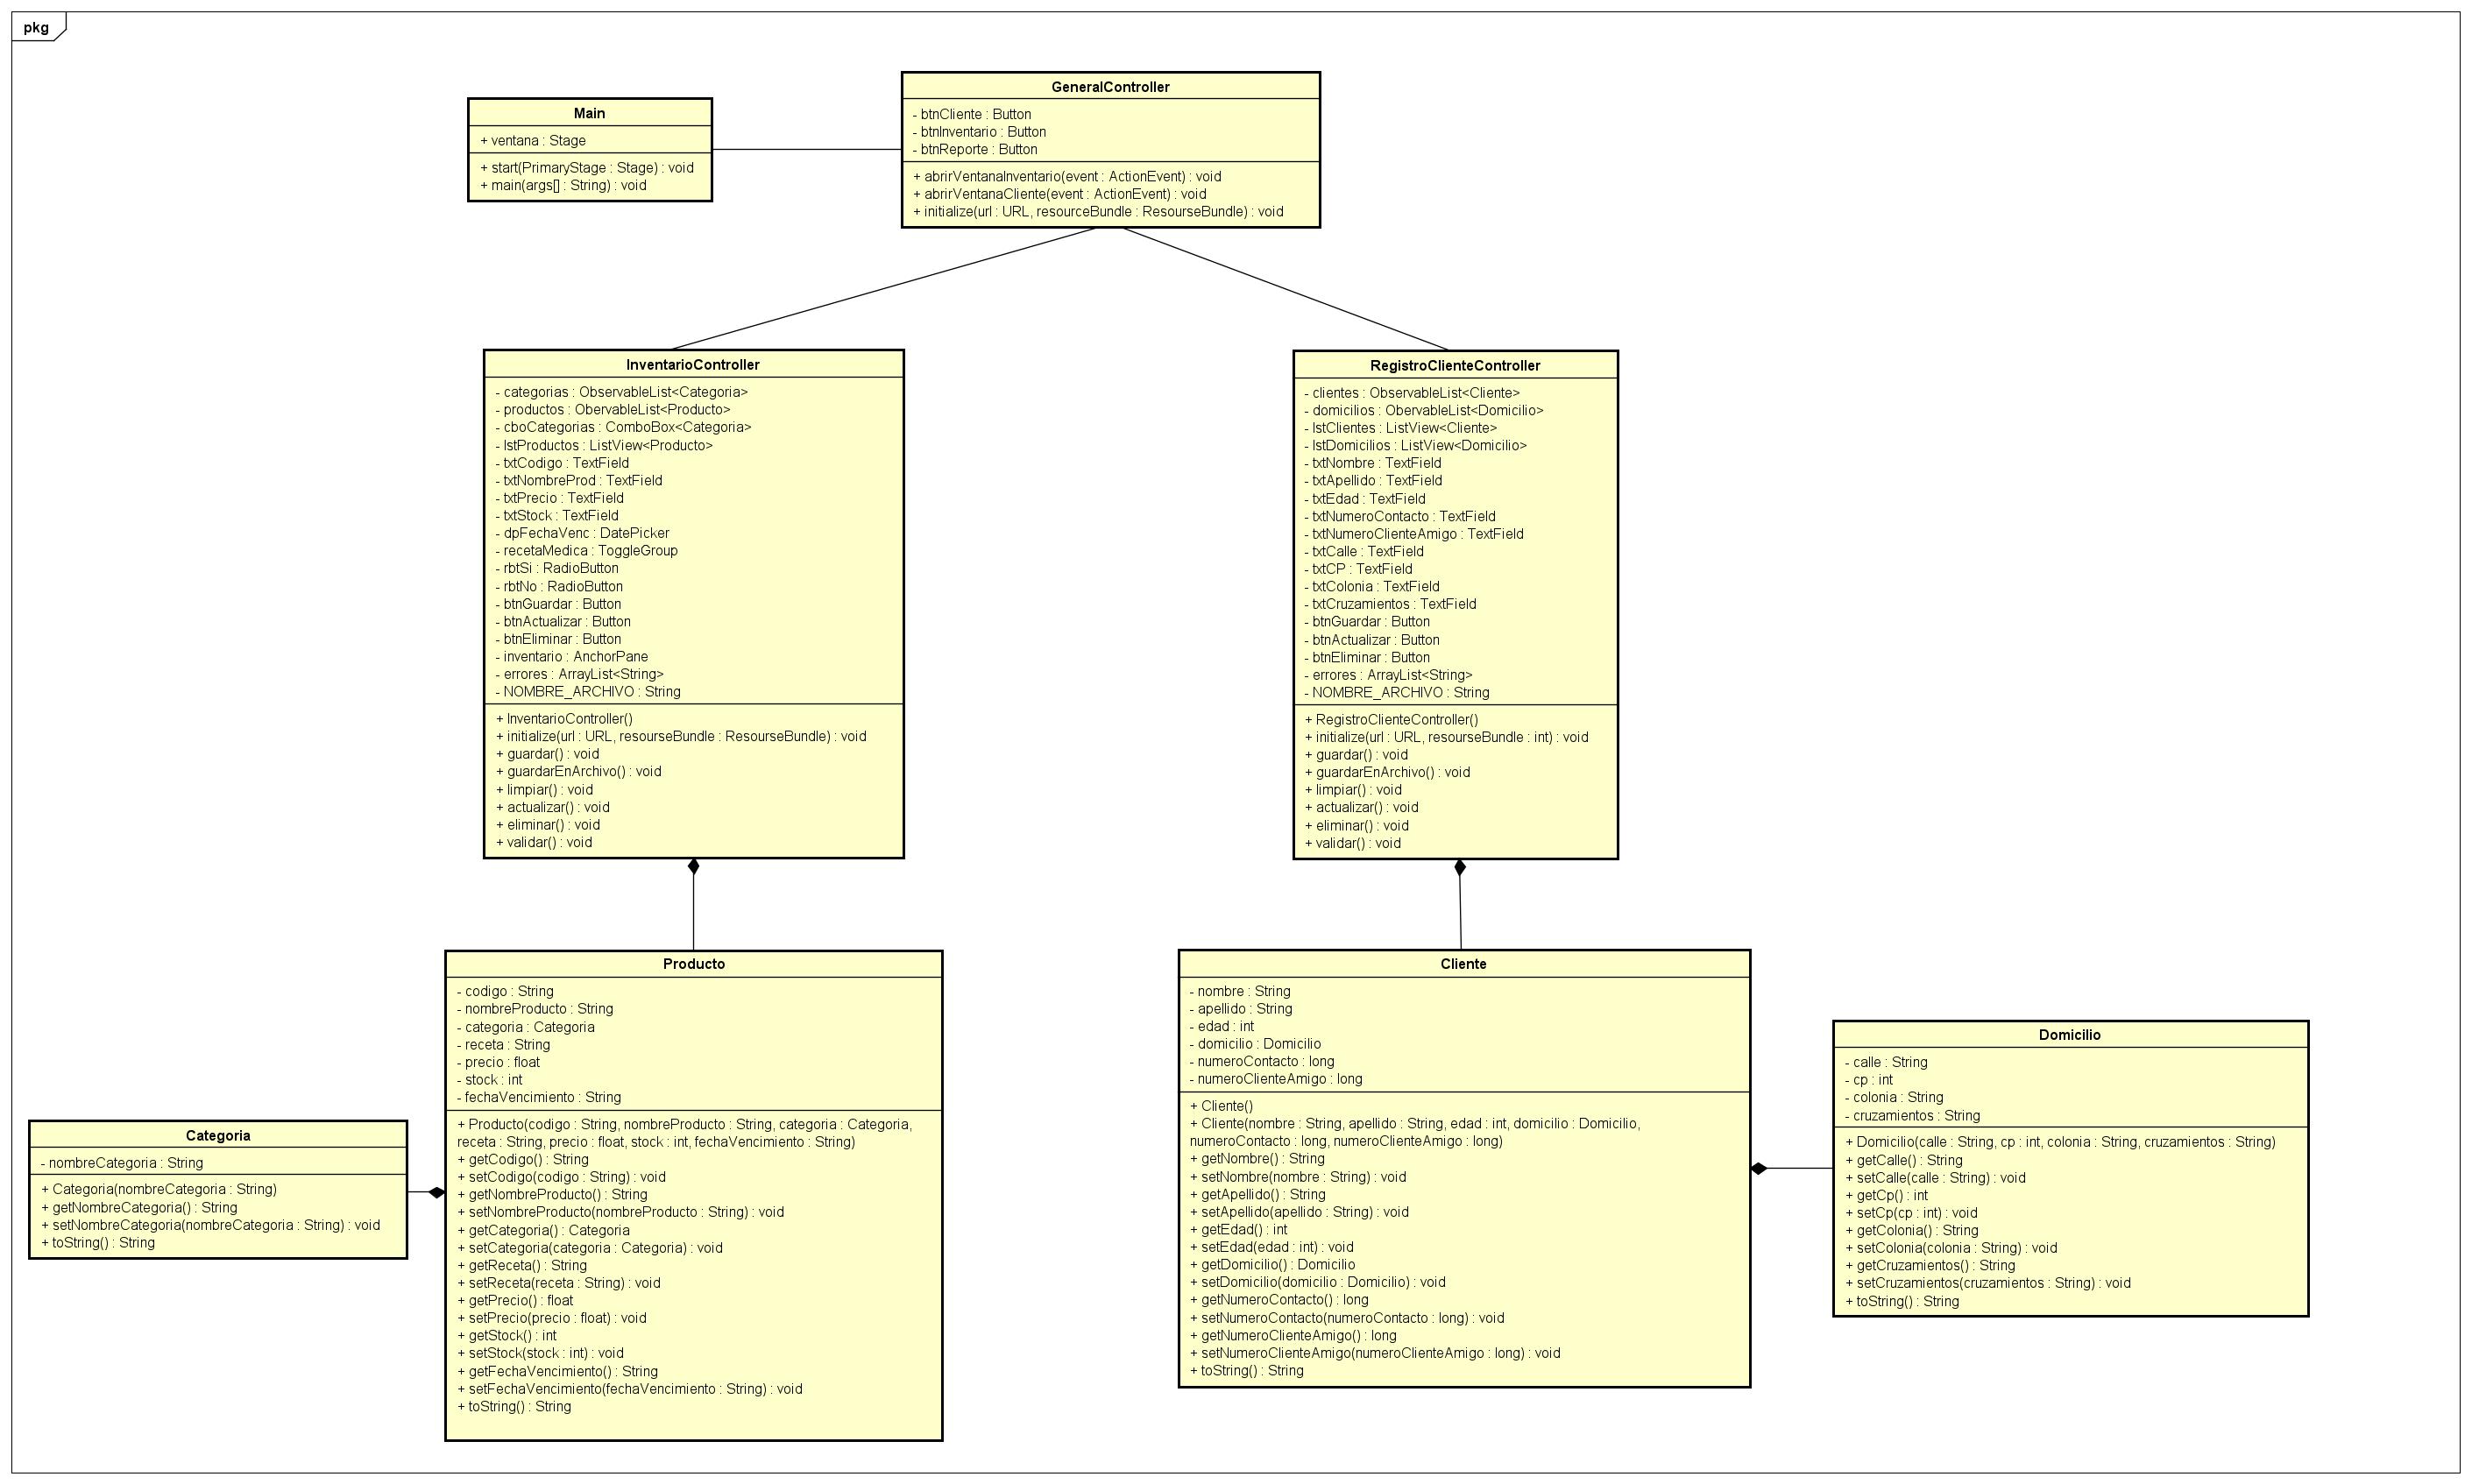 pkg
Main
+ ventana : Stage
+ start(PrimaryStage : Stage) : void
+ main(args[] : String) : void
GeneralController
- btnCliente : Button
- btnInventario : Button
- btnReporte : Button
+ abrirVentanaInventario(event : ActionEvent) : void
+ abrirVentanaCliente(event : ActionEvent) : void
+ initialize(url : URL, resourceBundle : ResourseBundle) : void
InventarioController
- categorias : ObservableList<Categoria>
- productos : ObervableList<Producto>
- cboCategorias : ComboBox<Categoria>
- lstProductos : ListView<Producto>
- txtCodigo : TextField
- txtNombreProd : TextField
- txtPrecio : TextField
- txtStock : TextField
- dpFechaVenc : DatePicker
- recetaMedica : ToggleGroup
- rbtSi : RadioButton
- rbtNo : RadioButton
- btnGuardar : Button
- btnActualizar : Button
- btnEliminar : Button
- inventario : AnchorPane
- errores : ArrayList<String>
- NOMBRE_ARCHIVO : String
+ InventarioController()
+ initialize(url : URL, resourseBundle : ResourseBundle) : void
+ guardar() : void
+ guardarEnArchivo() : void
+ limpiar() : void
+ actualizar() : void
+ eliminar() : void
+ validar() : void
RegistroClienteController
- clientes : ObservableList<Cliente>
- domicilios : ObervableList<Domicilio>
- lstClientes : ListView<Cliente>
- lstDomicilios : ListView<Domicilio>
- txtNombre : TextField
- txtApellido : TextField
- txtEdad : TextField
- txtNumeroContacto : TextField
- txtNumeroClienteAmigo : TextField
- txtCalle : TextField
- txtCP : TextField
- txtColonia : TextField
- txtCruzamientos : TextField
- btnGuardar : Button
- btnActualizar : Button
- btnEliminar : Button
- errores : ArrayList<String>
- NOMBRE_ARCHIVO : String
+ RegistroClienteController()
+ initialize(url : URL, resourseBundle : int) : void
+ guardar() : void
+ guardarEnArchivo() : void
+ limpiar() : void
+ actualizar() : void
+ eliminar() : void
+ validar() : void
Categoria
- nombreCategoria : String
+ Categoria(nombreCategoria : String)
+ getNombreCategoria() : String
+ setNombreCategoria(nombreCategoria : String) : void
+ toString() : String
Producto
- codigo : String
- nombreProducto : String
- categoria : Categoria
- receta : String
- precio : float
- stock : int
- fechaVencimiento : String
+ Producto(codigo : String, nombreProducto : String, categoria : Categoria,
receta : String, precio : float, stock : int, fechaVencimiento : String)
+ getCodigo() : String
+ setCodigo(codigo : String) : void
+ getNombreProducto() : String
+ setNombreProducto(nombreProducto : String) : void
+ getCategoria() : Categoria
+ setCategoria(categoria : Categoria) : void
+ getReceta() : String
+ setReceta(receta : String) : void
+ getPrecio() : float
+ setPrecio(precio : float) : void
+ getStock() : int
+ setStock(stock : int) : void
+ getFechaVencimiento() : String
+ setFechaVencimiento(fechaVencimiento : String) : void
+ toString() : String
Cliente
- nombre : String
- apellido : String
- edad : int
- domicilio : Domicilio
- numeroContacto : long
- numeroClienteAmigo : long
+ Cliente()
+ Cliente(nombre : String, apellido : String, edad : int, domicilio : Domicilio,
numeroContacto : long, numeroClienteAmigo : long)
+ getNombre() : String
+ setNombre(nombre : String) : void
+ getApellido() : String
+ setApellido(apellido : String) : void
+ getEdad() : int
+ setEdad(edad : int) : void
+ getDomicilio() : Domicilio
+ setDomicilio(domicilio : Domicilio) : void
+ getNumeroContacto() : long
+ setNumeroContacto(numeroContacto : long) : void
+ getNumeroClienteAmigo() : long
+ setNumeroClienteAmigo(numeroClienteAmigo : long) : void
+ toString() : String
Domicilio
- calle : String
- cp : int
- colonia : String
- cruzamientos : String
+ Domicilio(calle : String, cp : int, colonia : String, cruzamientos : String)
+ getCalle() : String
+ setCalle(calle : String) : void
+ getCp() : int
+ setCp(cp : int) : void
+ getColonia() : String
+ setColonia(colonia : String) : void
+ getCruzamientos() : String
+ setCruzamientos(cruzamientos : String) : void
+ toString() : String